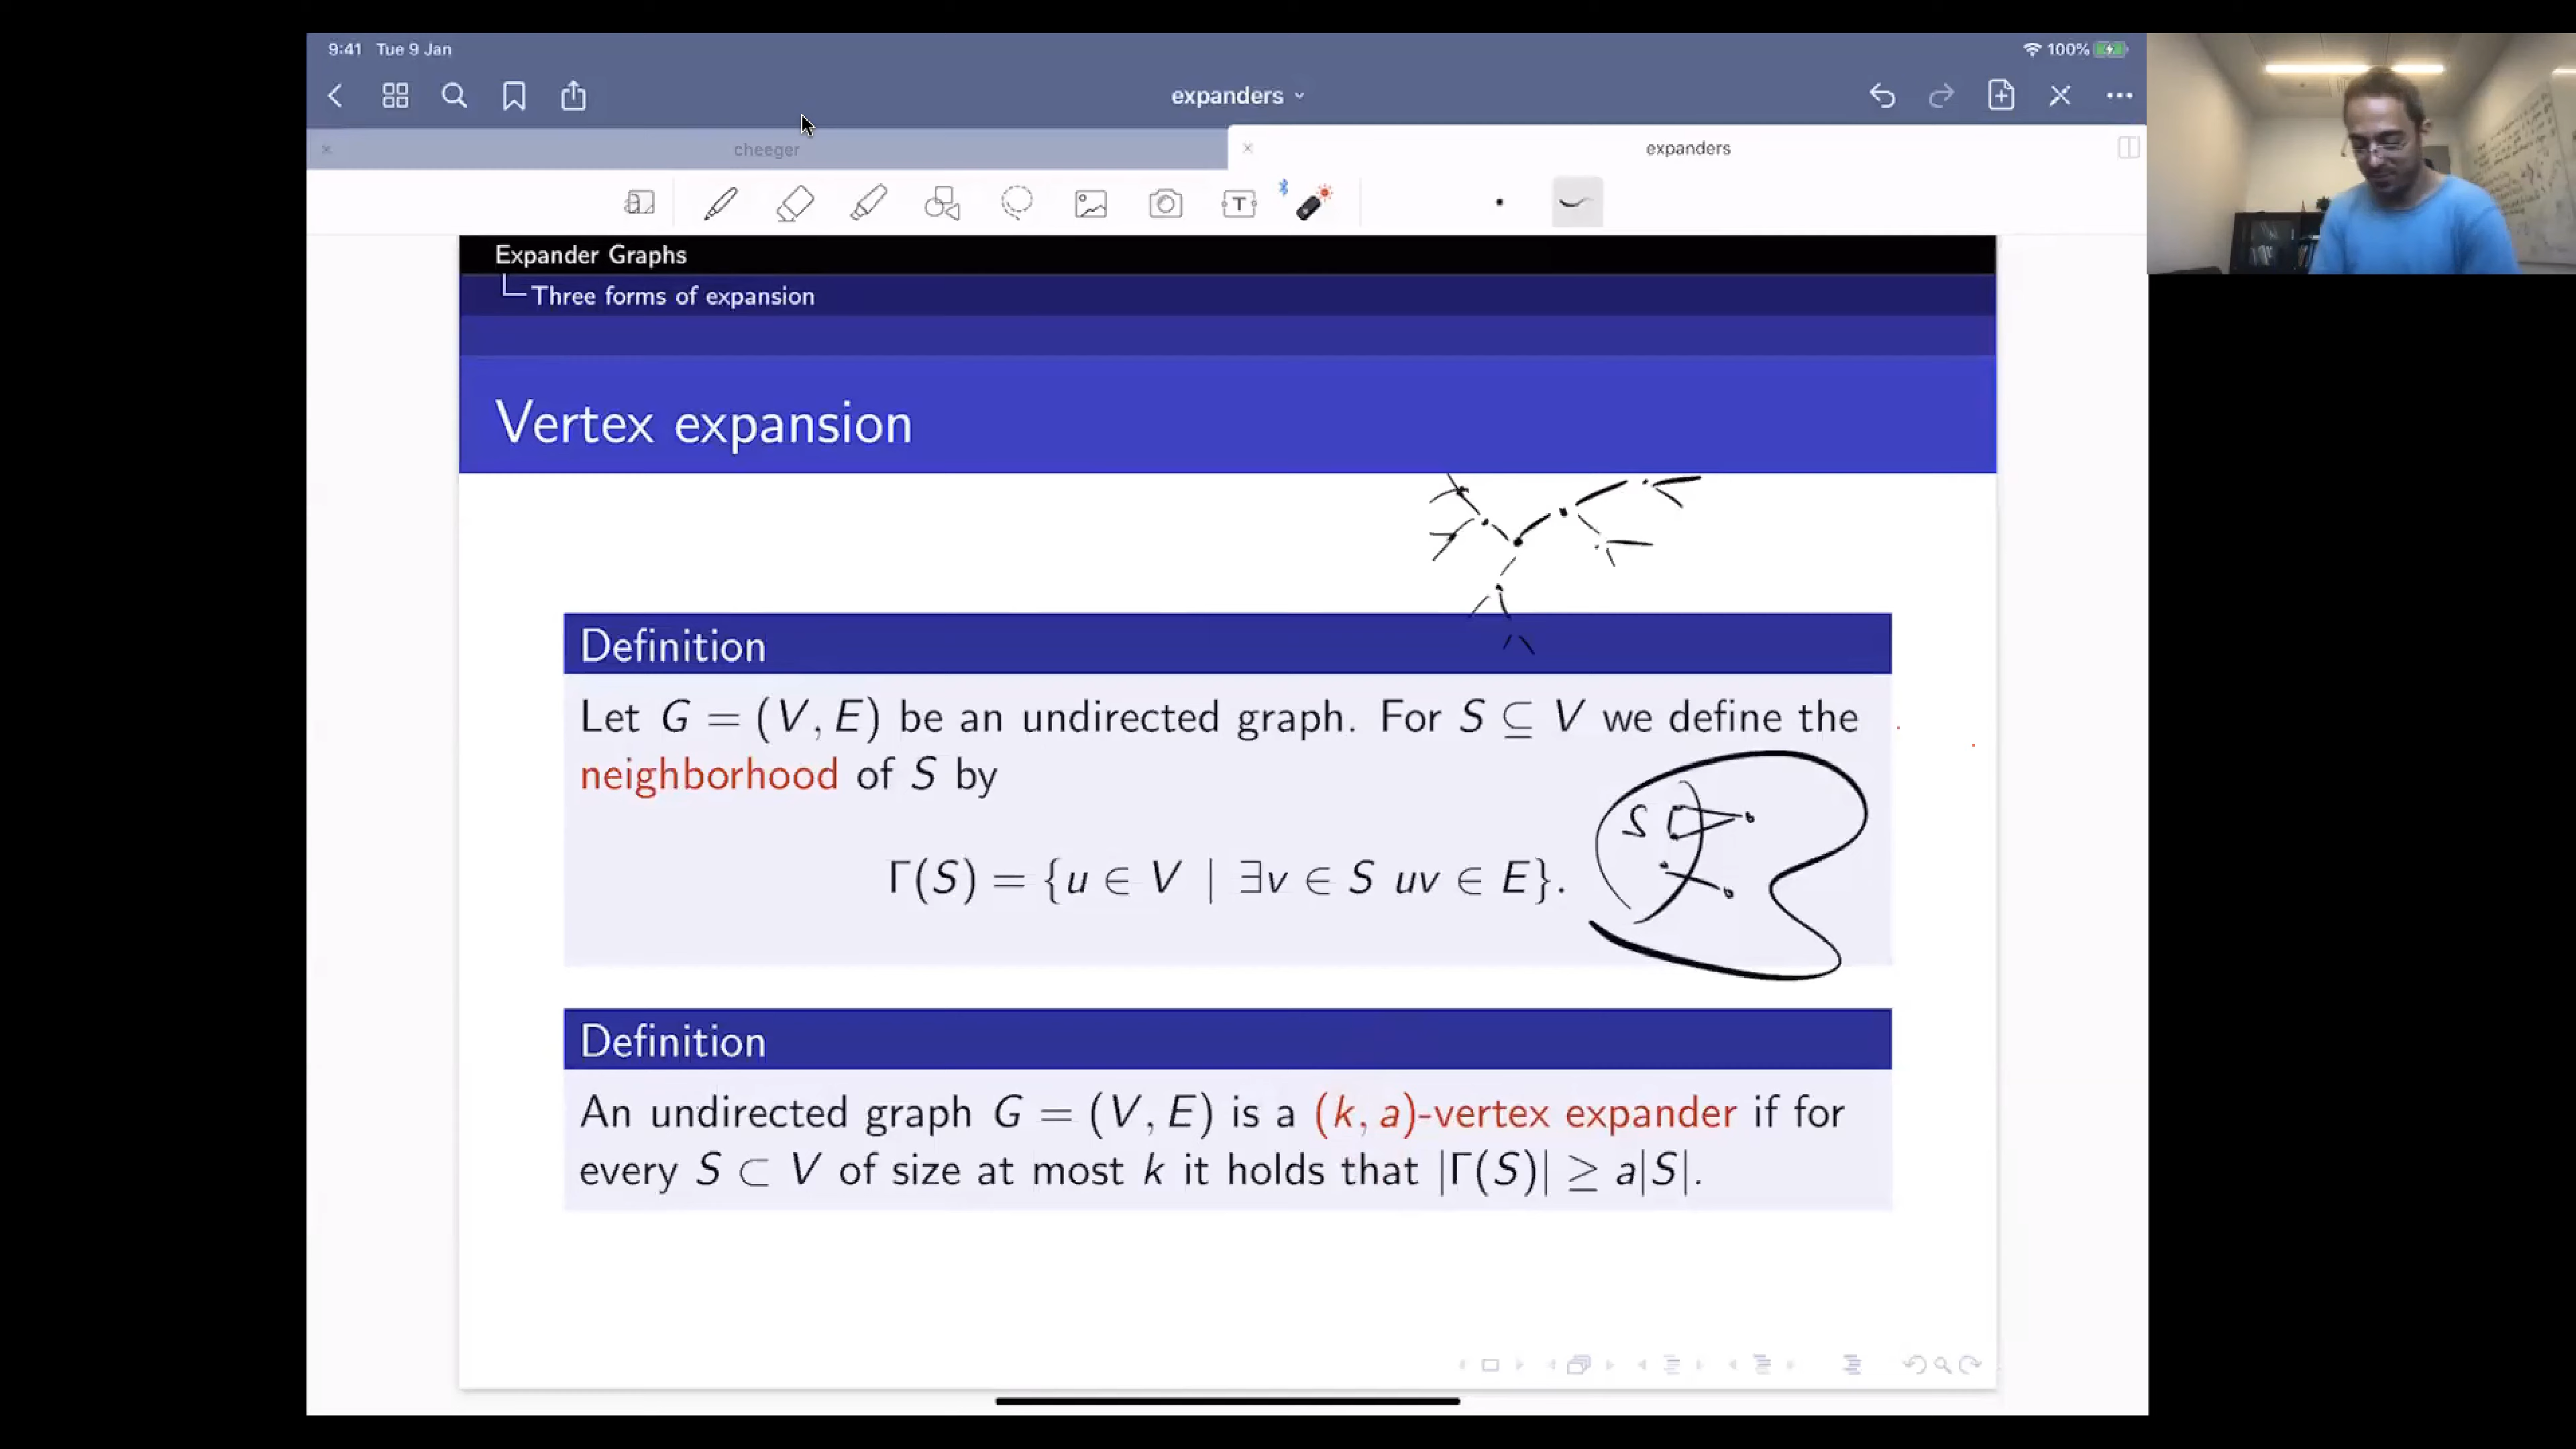 9:41 Tue 9 Jan
100%
expanders
cheeger
expanders
Expander Graphs
Three forms of expansion
Vertex expansion
Definition
Let G = (V, E) be an undirected graph. For S ⊆ V we define the
neighborhood of S by
S
Γ(S) = {u ∈ V | ∃v ∈ S uv ∈ E}.
Definition
An undirected graph G = (V, E) is a (k, a)-vertex expander if for
every S ⊂ V of size at most k it holds that |Γ(S)| ≥ a|S|.